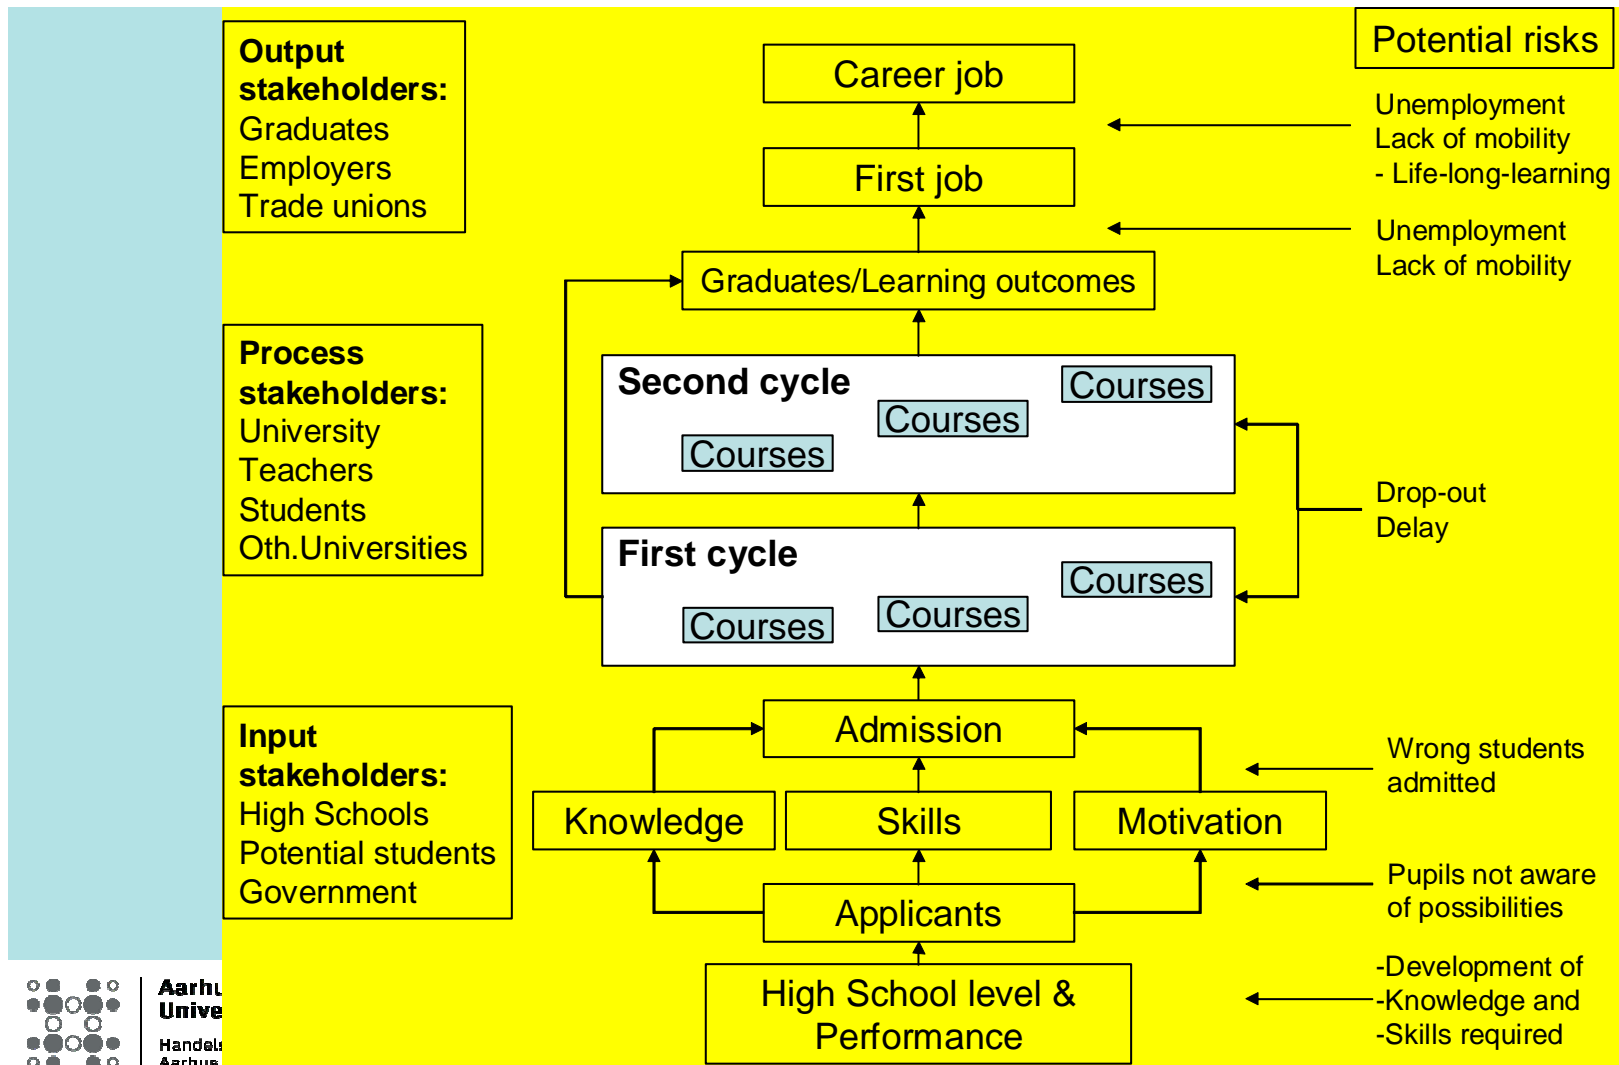 Output
stakeholders:
Graduates
Employers
Trade unions
Process
stakeholders:
University
Teachers
Students
Oth.Universities
Input
stakeholders:
High Schools
Potential students
Government
Career job
First job
Graduates/Learning outcomes
Second cycle
Courses
Courses
Courses
First cycle
Courses
Courses
Courses
Admission
Knowledge
Skills
Motivation
Applicants
High School level &
Performance
Potential risks
Unemployment
Lack of mobility
- Life-long-learning
Unemployment
Lack of mobility
Drop-out
Delay
Wrong students
admitted
Pupils not aware
of possibilities
-Development of
-Knowledge and
-Skills required
Aarhu
Unive
Handels
Aarhus